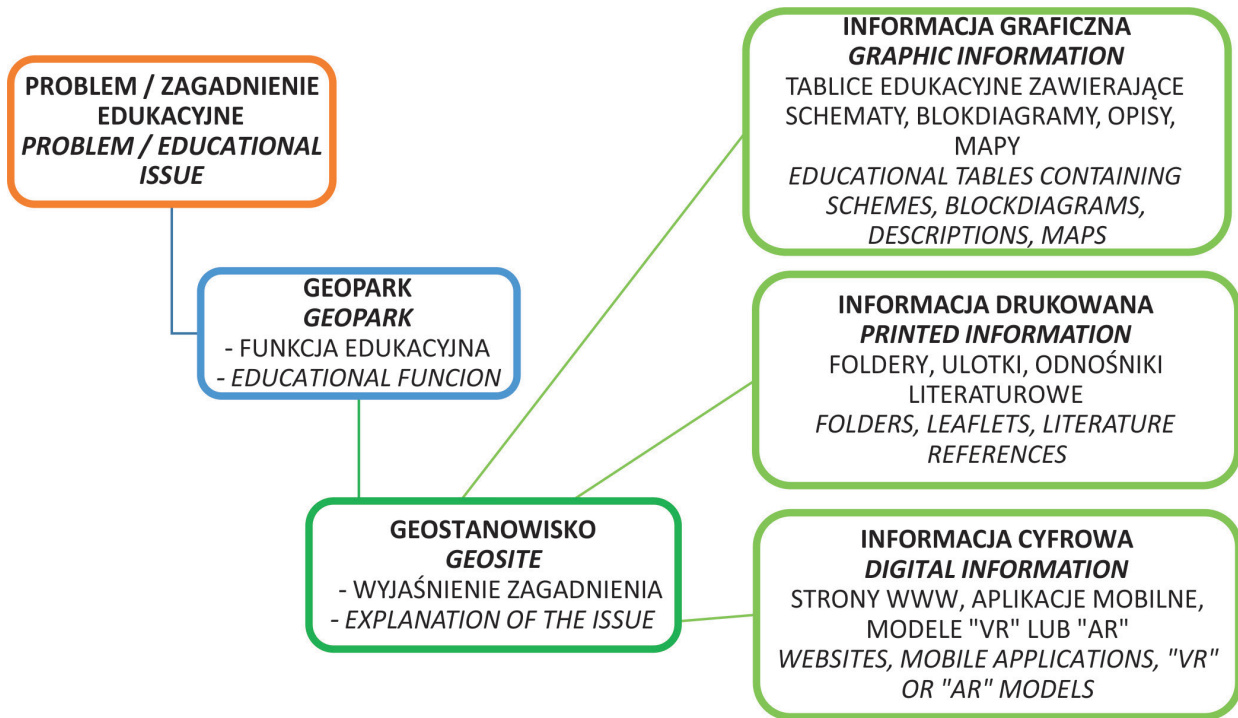 PROBLEM / ZAGADNIENIE
EDUKACYJNE
PROBLEM / EDUCATIONAL
ISSUE
GEOPARK
GEOPARK
- FUNKCJA EDUKACYJNA
- EDUCATIONAL FUNCION
GEOSTANOWISKO
GEOSITE
- WYJAŚNIENIE ZAGADNIENIA
- EXPLANATION OF THE ISSUE
INFORMACJA GRAFICZNA
GRAPHIC INFORMATION
TABLICE EDUKACYJNE ZAWIERAJĄCE
SCHEMATY, BLOKDIAGRAMY, OPISY,
MAPY
EDUCATIONAL TABLES CONTAINING
SCHEMES, BLOCKDIAGRAMS,
DESCRIPTIONS, MAPS
INFORMACJA DRUKOWANA
PRINTED INFORMATION
FOLDERY, ULOTKI, ODNOŚNIKI
LITERATUROWE
FOLDERS, LEAFLETS, LITERATURE
REFERENCES
INFORMACJA CYFROWA
DIGITAL INFORMATION
STRONY WWW, APLIKACJE MOBILNE,
MODELE "VR" LUB "AR"
WEBSITES, MOBILE APPLICATIONS, "VR"
OR "AR" MODELS